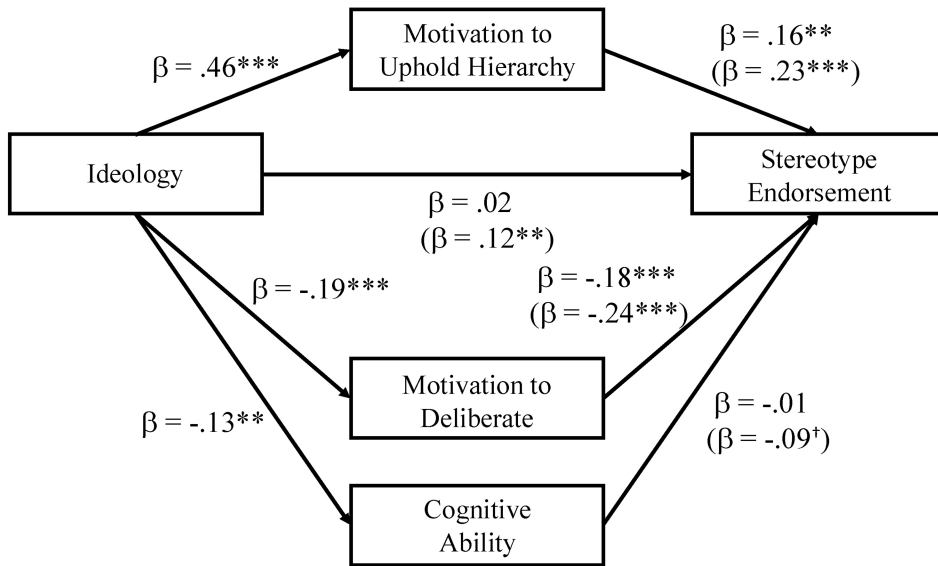 Motivation to
Uphold Hierarchy
β = .16**
(β = .23***)
β = .46***
Ideology
Stereotype
Endorsement
β = .02
(β = .12**)
β = -.19***
β = -.18***
(β = -.24***)
Motivation to
Deliberate
β = -.13**
β = -.01
(β = -.09†)
Cognitive
Ability